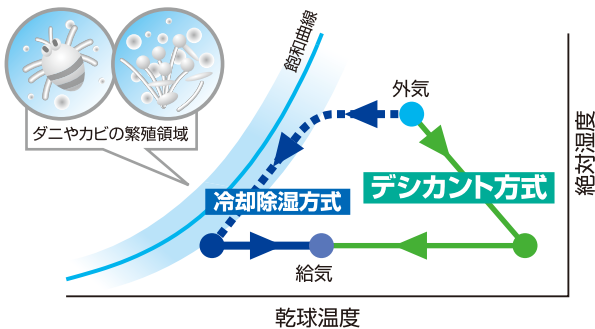 飽和曲線
ダニやカビの繁殖領域
外気
絶対湿度
デシカント方式
冷却除湿方式
給気
乾球温度